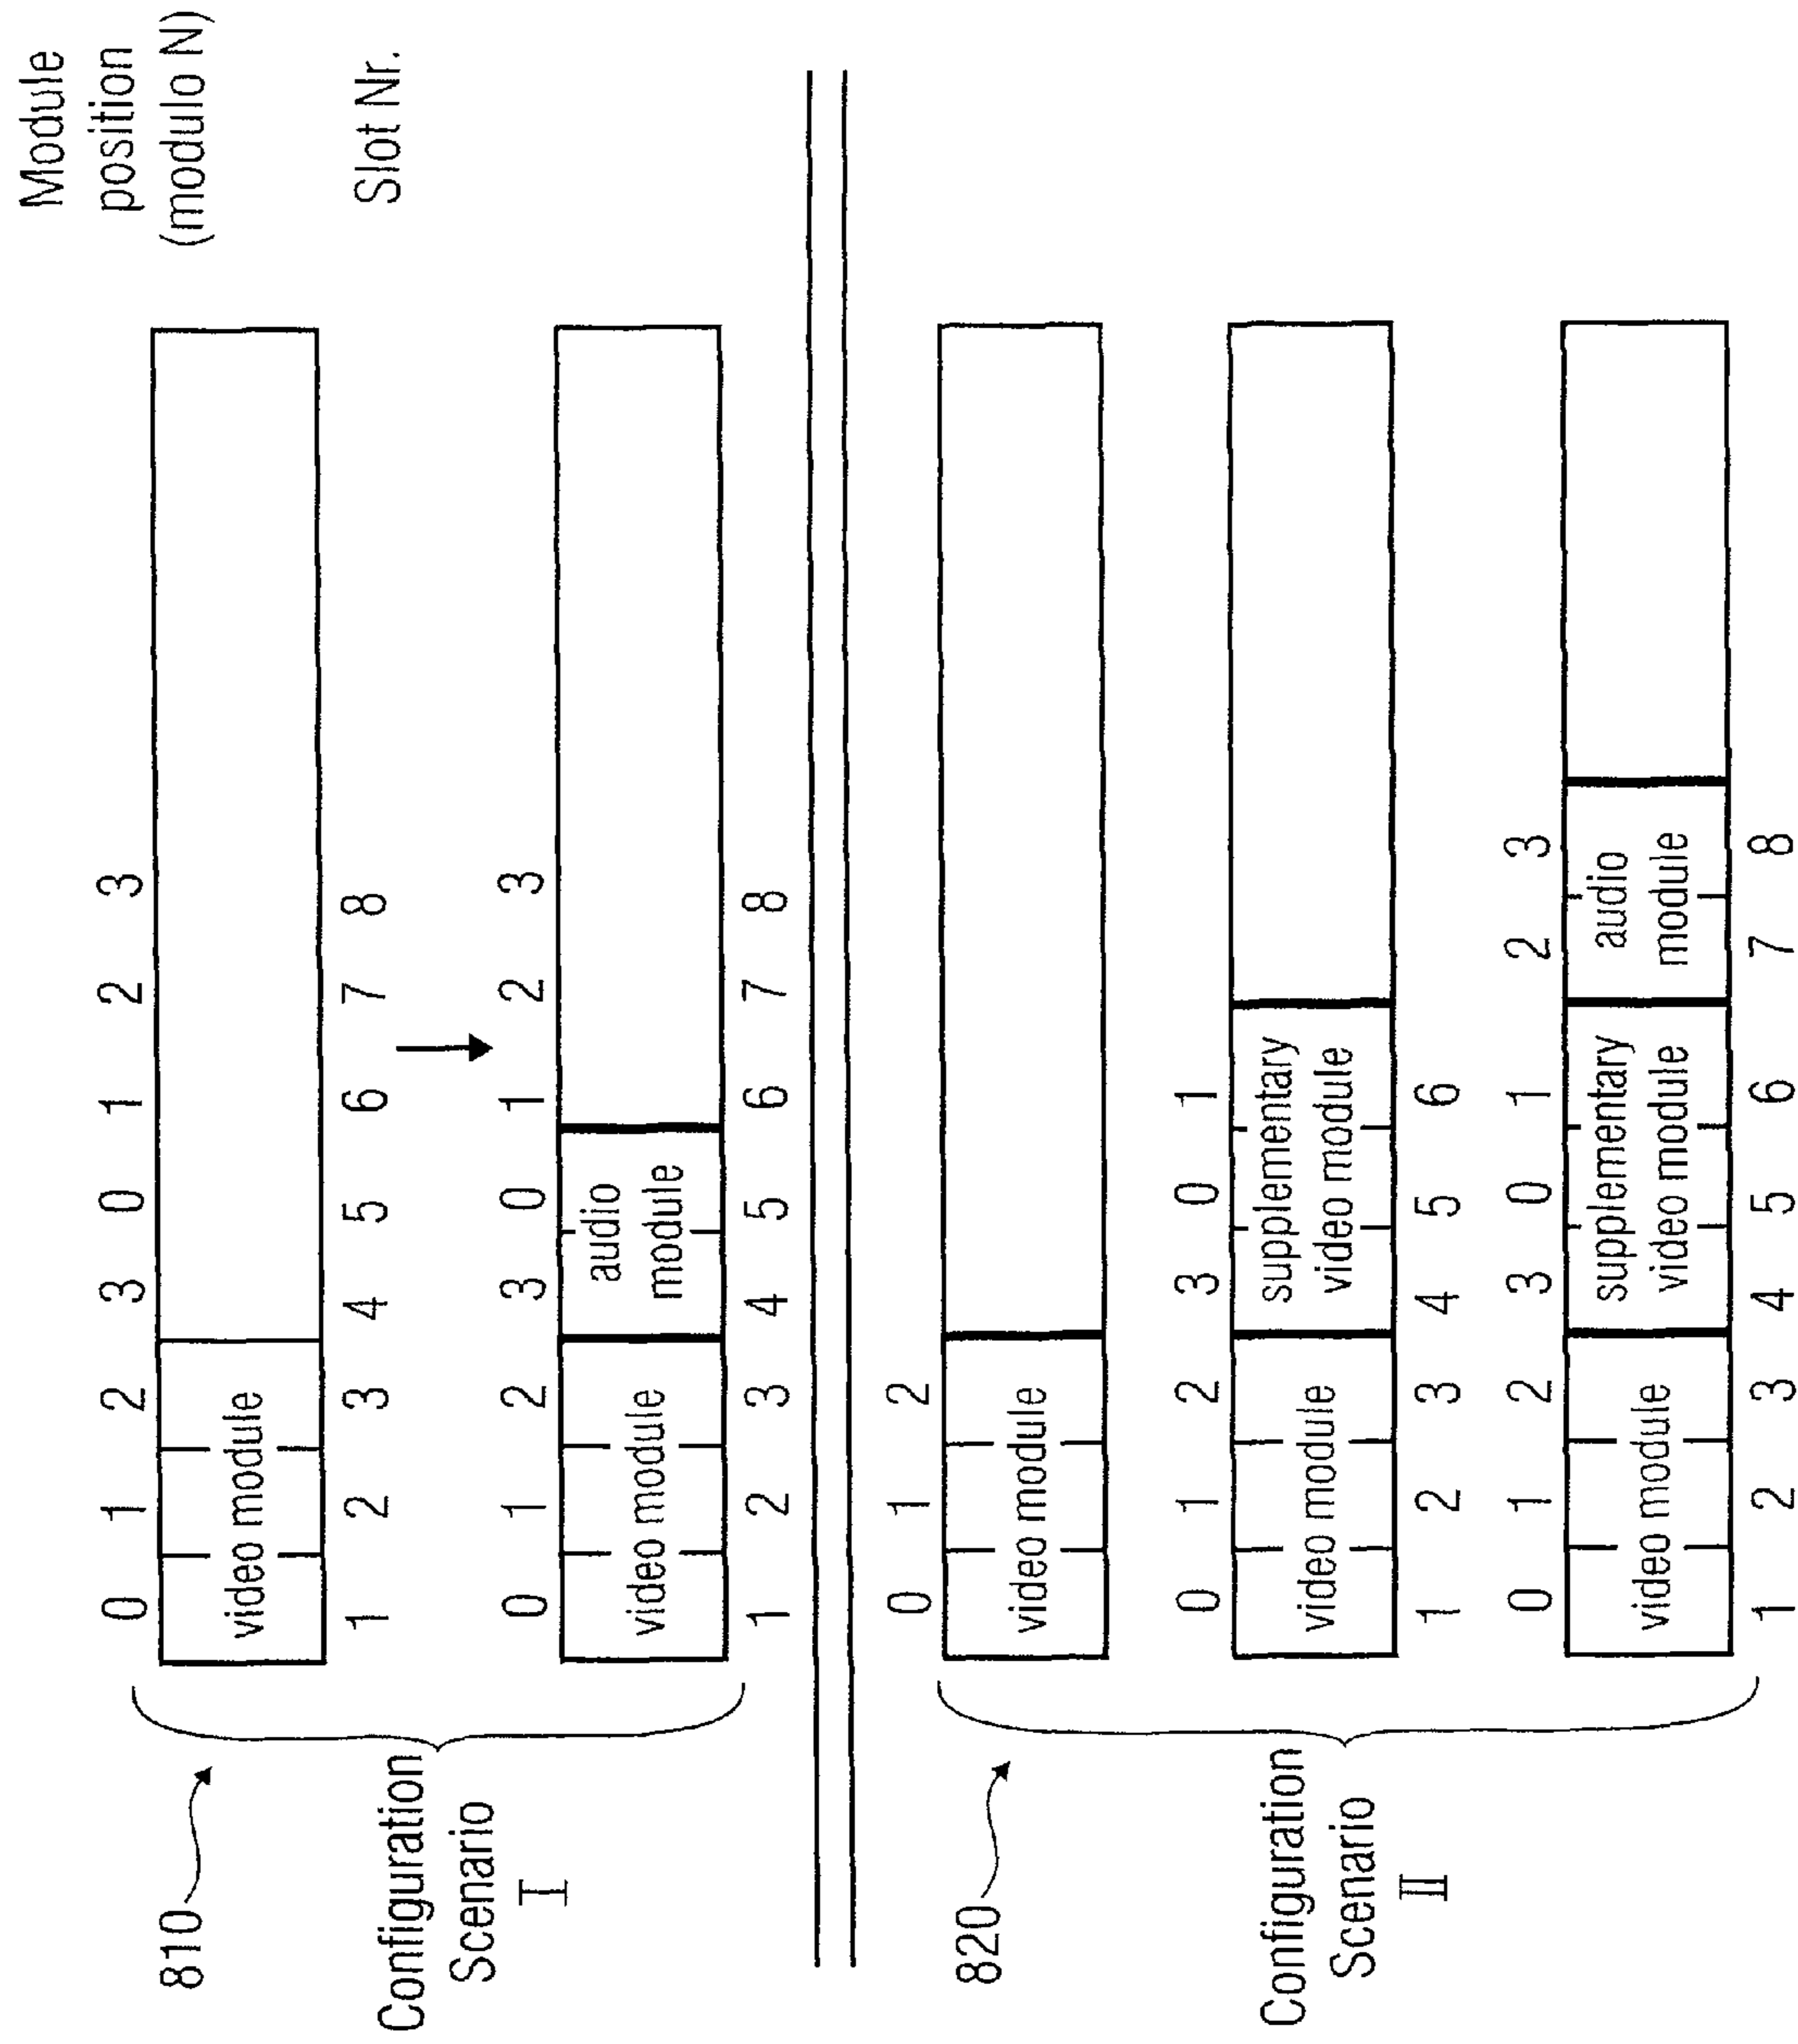 Module
position
(modulo N)
0 1 2 3 0 1 2 3
video module
1 2 3 4 5 6 7 8
Slot Nr.
810
Configuration
Scenario
I
0 1 2 3 0 1 2 3
video module
audio
module
1 2 3 4 5 6 7 8
820
Configuration
Scenario
II
0 1 2
video module
0 1 2 3 0 1
video module
supplementary
video module
1 2 3 4 5 6
0 1 2 3 0 1 2 3
video module
supplementary
video module
audio
module
1 2 3 4 5 6 7 8